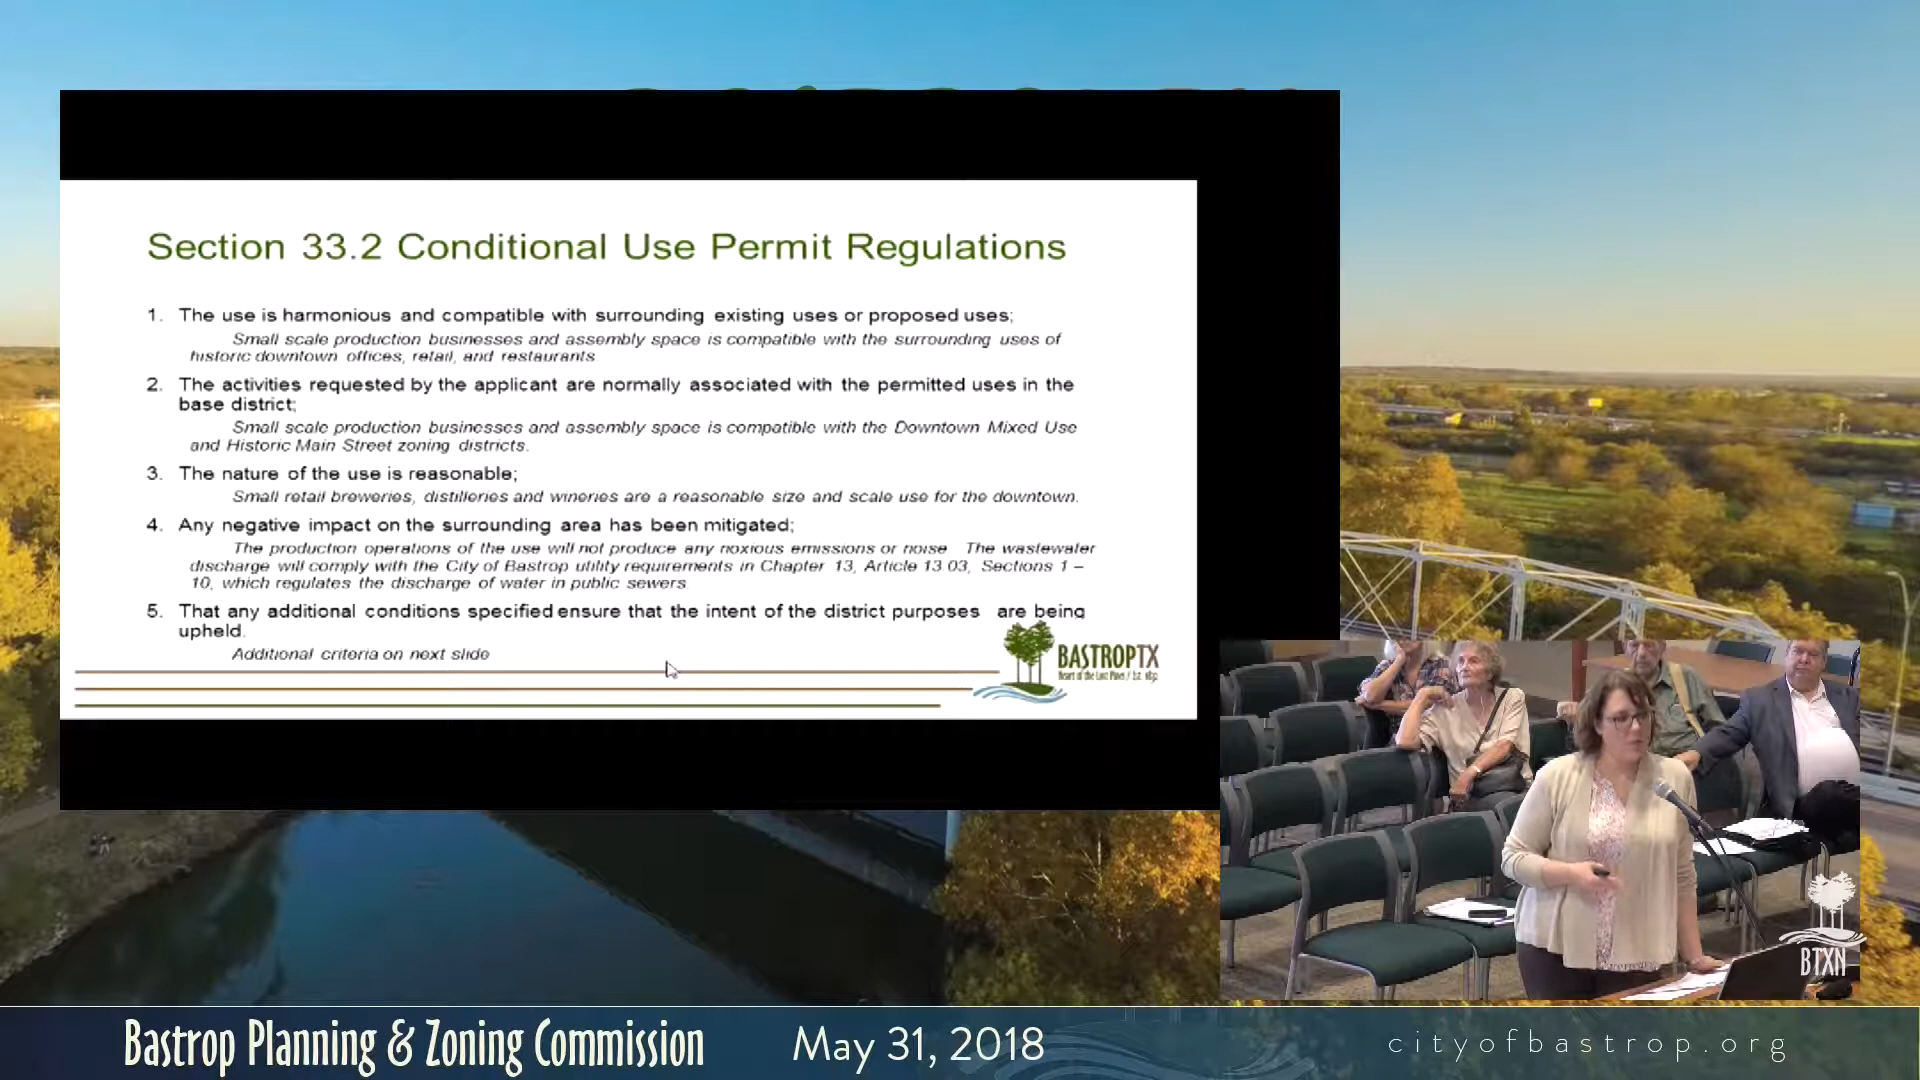 Section 33.2 Conditional Use Permit Regulations
1. The use is harmonious and compatible with surrounding existing uses or proposed uses;
Small scale production businesses and assembly space is compatible with the surrounding uses of
historic downtown offices, retail, and restaurants
2. The activities requested by the applicant are normally associated with the permitted uses in the
base district;
Small scale production businesses and assembly space is compatible with the Downtown Mixed Use
and Historic Main Street zoning districts.
3. The nature of the use is reasonable;
Small retail breweries, distilleries and wineries are a reasonable size and scale use for the downtown.
4. Any negative impact on the surrounding area has been mitigated;
The production operations of the use will not produce any noxious emissions or noise The wastewater
discharge will comply with the City of Bastrop utility requirements in Chapter 13, Article 13 03, Sections 1 –
10, which regulates the discharge of water in public sewers
5. That any additional conditions specified ensure that the intent of the district purposes are being
upheld.
Additional criteria on next slide
BASTROPTX
Heart of the Lost Pines / Est. 1832
BTXN
Bastrop Planning & Zoning Commission May 31, 2018 cityofbastrop.org